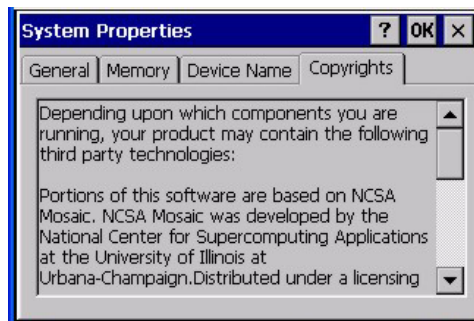 System Properties ? OK ×
General Memory Device Name Copyrights
Depending upon which components you are
running, your product may contain the following
third party technologies:
Portions of this software are based on NCSA
Mosaic. NCSA Mosaic was developed by the
National Center for Supercomputing Applications
at the University of Illinois at
Urbana-Champaign.Distributed under a licensing